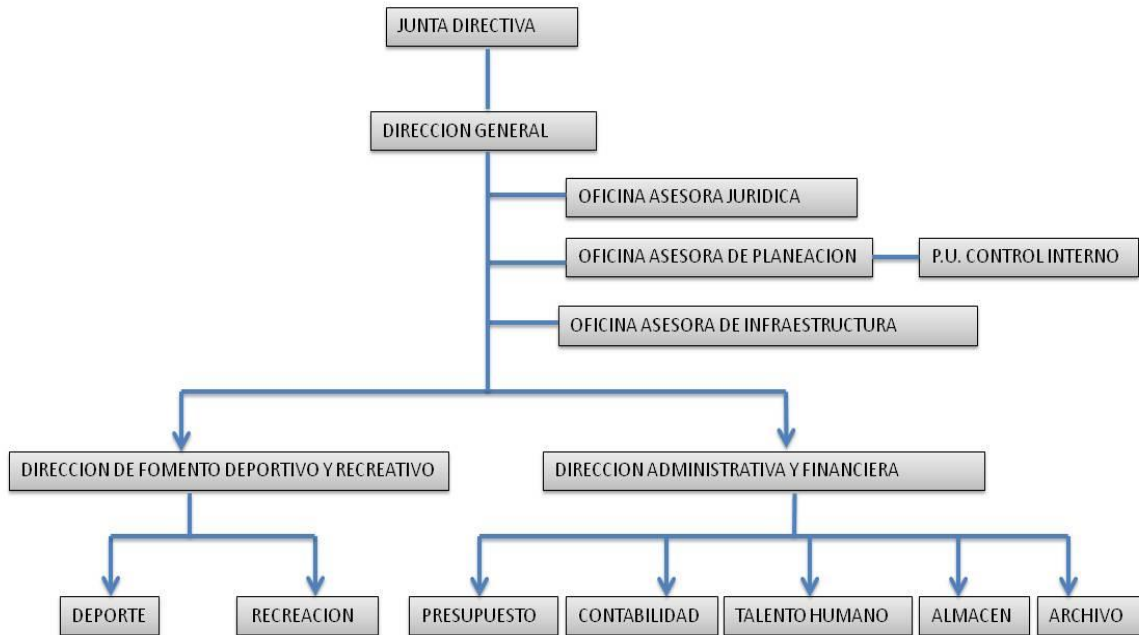 JUNTA DIRECTIVA
DIRECCION GENERAL
OFICINA ASESORA JURIDICA
OFICINA ASESORA DE PLANEACION
P.U. CONTROL INTERNO
OFICINA ASESORA DE INFRAESTRUCTURA
DIRECCION DE FOMENTO DEPORTIVO Y RECREATIVO
DIRECCION ADMINISTRATIVA Y FINANCIERA
DEPORTE
RECREACION
PRESUPUESTO
CONTABILIDAD
TALENTO HUMANO
ALMACEN
ARCHIVO